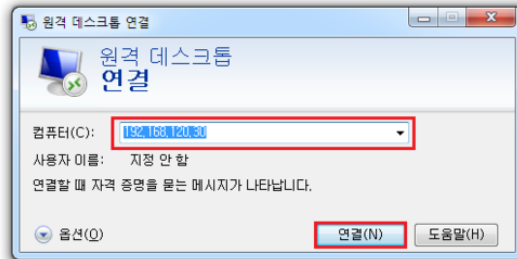 원격 데스크톱 연결
원격 데스크톱
연결
컴퓨터(C): 192.168.120.30
사용자 이름: 지정 안 함
연결할 때 자격 증명을 묻는 메시지가 나타납니다.
옵션(O) 연결(N) 도움말(H)